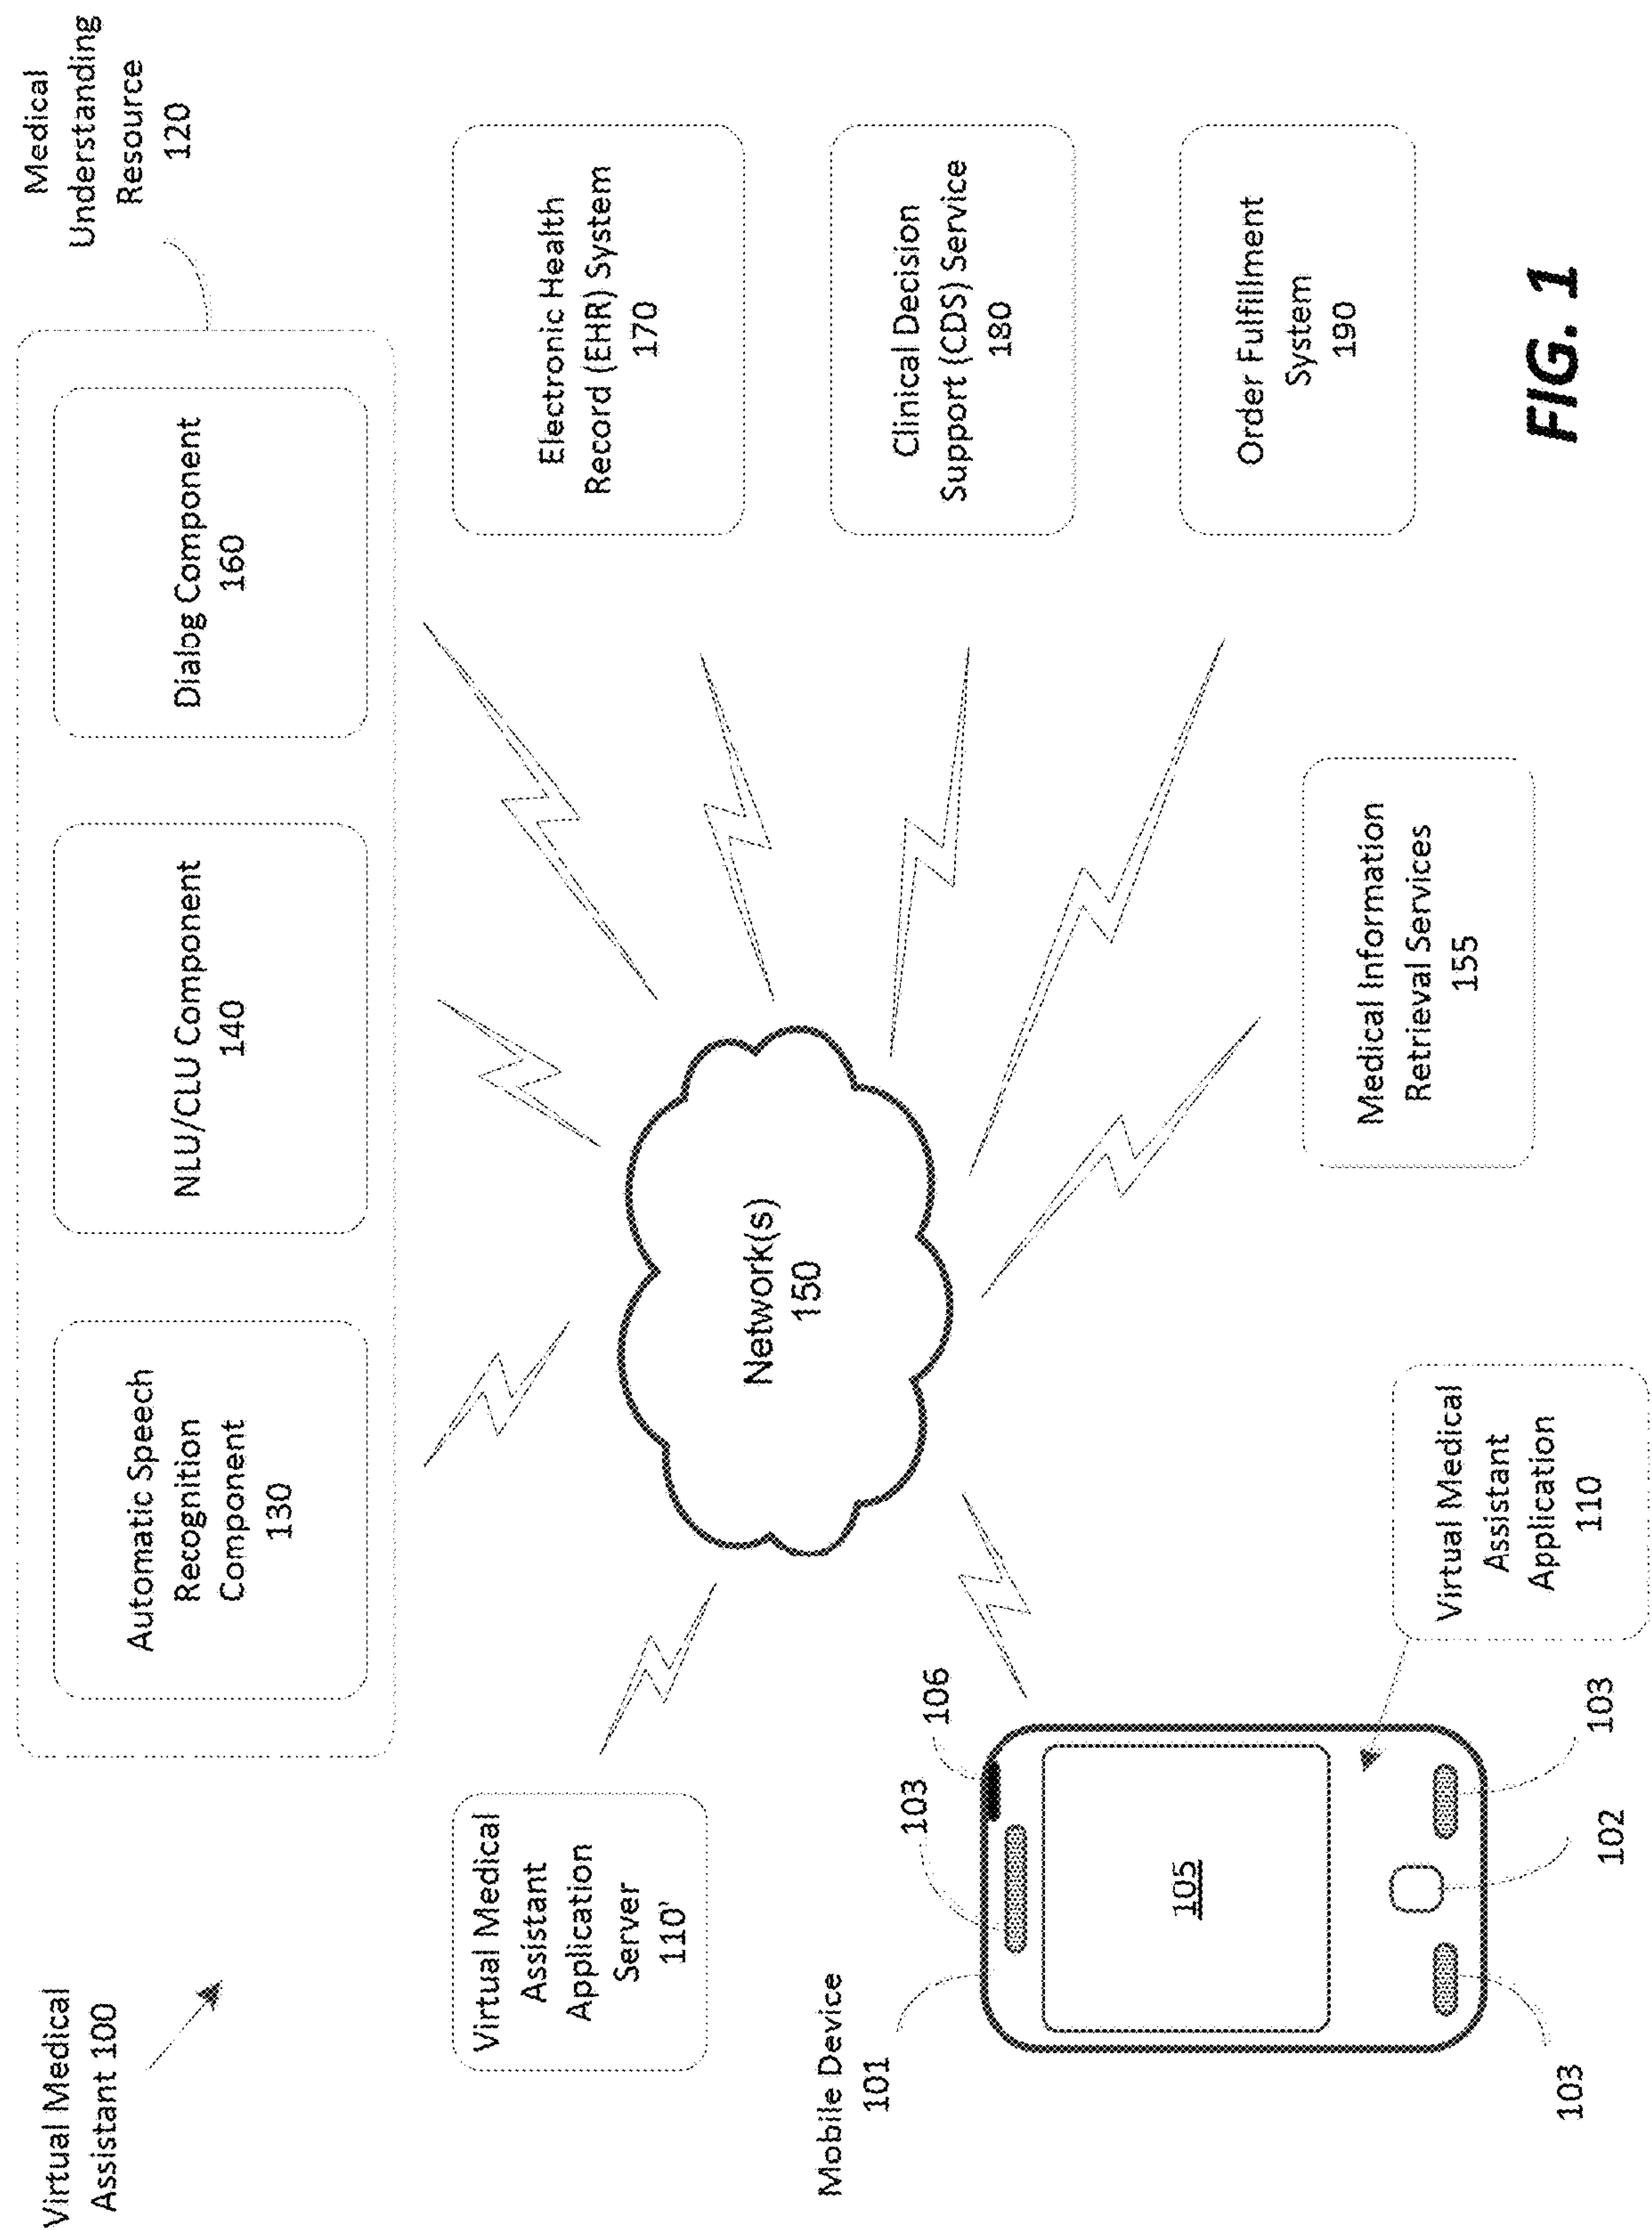 Virtual Medical
Assistant 100
Medical
Understanding
Resource
120
Automatic Speech
Recognition
Component
130
NLU/CLU Component
140
Dialog Component
160
Virtual Medical
Assistant
Application
Server
110'
Network(s)
150
Electronic Health
Record (EHR) System
170
Clinical Decision
Support (CDS) Service
180
Order Fulfillment
System
190
Medical Information
Retrieval Services
155
Mobile Device
101
103
106
105
Virtual Medical
Assistant
Application
110
103
102
103
FIG. 1